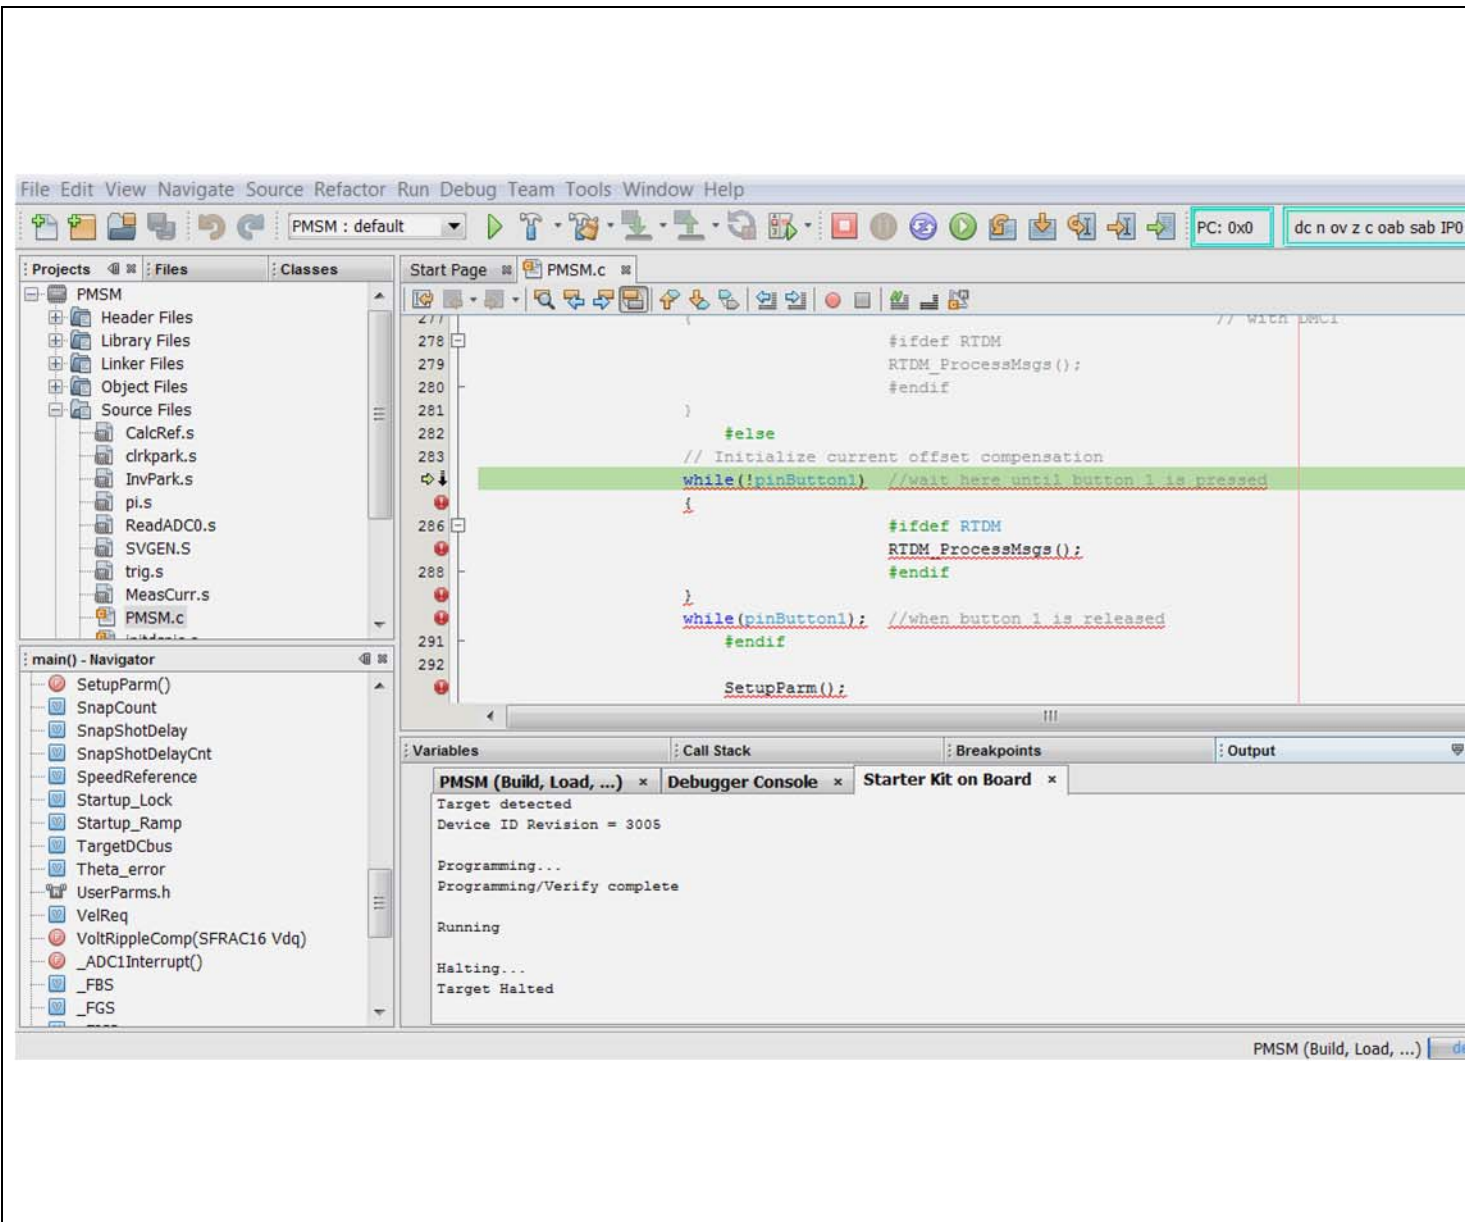 File Edit View Navigate Source Refactor Run Debug Team Tools Window Help
PMSM : default
PC: 0x0
dc n ov z c oab sab IP0
Projects
Files
Classes
PMSM
Header Files
Library Files
Linker Files
Object Files
Source Files
CalcRef.s
clrkpark.s
InvPark.s
pi.s
ReadADC0.s
SVGEN.S
trig.s
MeasCurr.s
PMSM.c
main() - Navigator
SetupParm()
SnapCount
SnapShotDelay
SnapShotDelayCnt
SpeedReference
Startup_Lock
Startup_Ramp
TargetDCbus
Theta_error
UserParms.h
VelReq
VoltRippleComp(SFRAC16 Vdq)
_ADC1Interrupt()
_FBS
_FGS
Start Page
PMSM.c
277 { // with DMCI
278 #ifdef RTDM
279 RTDM_ProcessMsgs();
280 #endif
281 }
282 #else
283 // Initialize current offset compensation
while(!pinButton1) //wait here until button 1 is pressed
{
286 #ifdef RTDM
RTDM_ProcessMsgs();
288 #endif
}
while(pinButton1); //when button 1 is released
291 #endif
292
SetupParm();
Variables
Call Stack
Breakpoints
Output
PMSM (Build, Load, ...)
Debugger Console
Starter Kit on Board
Target detected
Device ID Revision = 3005
Programming...
Programming/Verify complete
Running
Halting...
Target Halted
PMSM (Build, Load, ...)